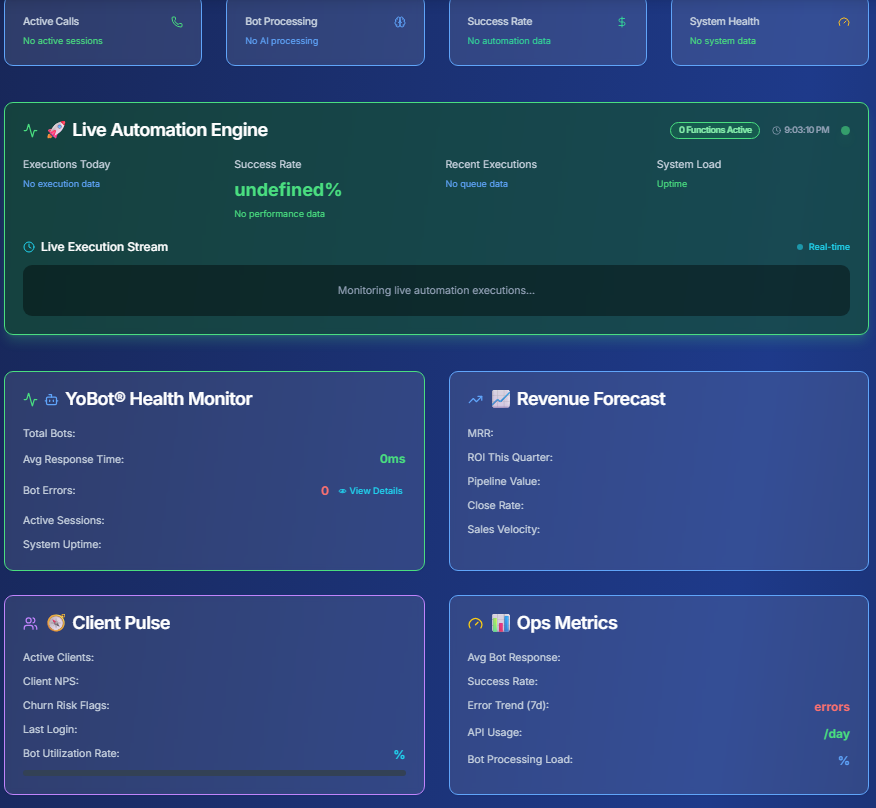 Active Calls
No active sessions
Bot Processing
No AI processing
Success Rate
$
No automation data
System Health
No system data
🚀 Live Automation Engine
0 Functions Active
9:03:10 PM
Executions Today
No execution data
Success Rate
undefined%
No performance data
Recent Executions
No queue data
System Load
Uptime
Live Execution Stream
Real-time
Monitoring live automation executions...
YoBot® Health Monitor
Total Bots:
Avg Response Time: 0ms
Bot Errors: 0 View Details
Active Sessions:
System Uptime:
📈 Revenue Forecast
MRR:
ROI This Quarter:
Pipeline Value:
Close Rate:
Sales Velocity:
🧭 Client Pulse
Active Clients:
Client NPS:
Churn Risk Flags:
Last Login:
Bot Utilization Rate: %
📊 Ops Metrics
Avg Bot Response:
Success Rate:
Error Trend (7d): errors
API Usage: /day
Bot Processing Load: %